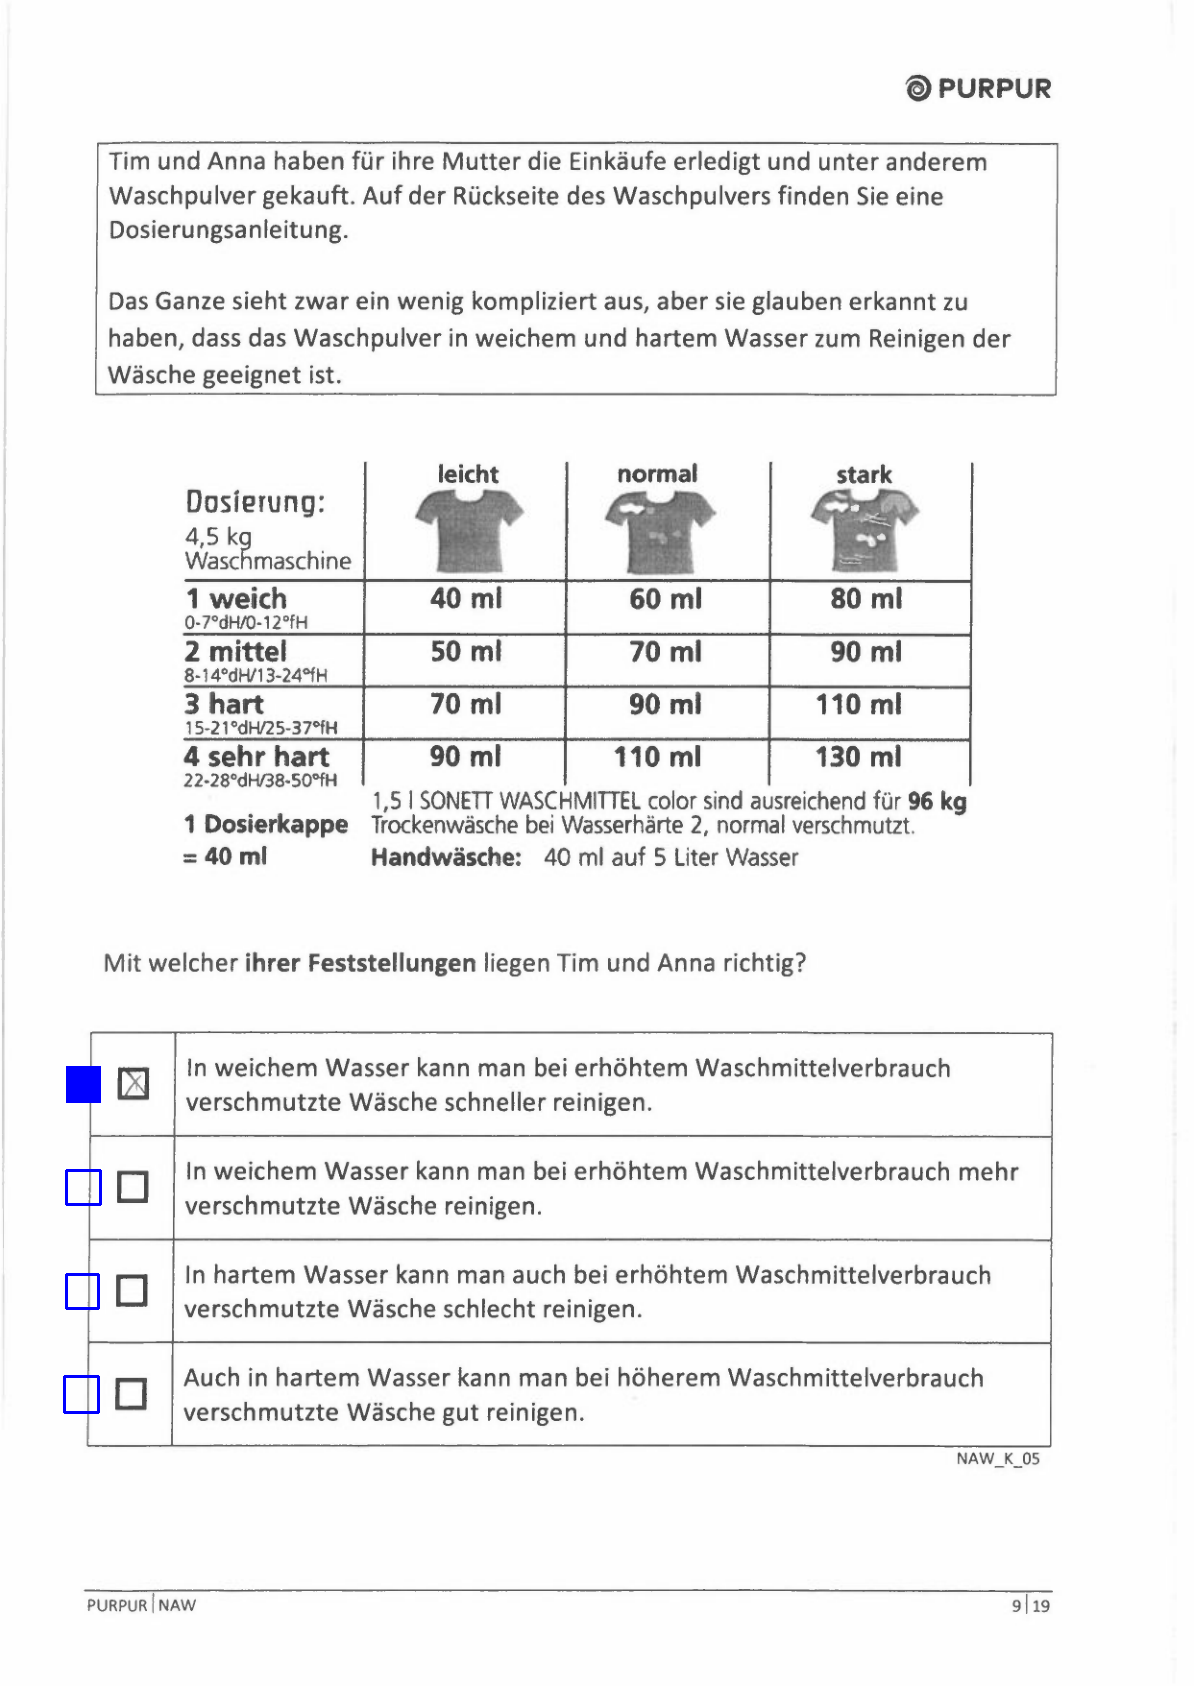 PURPUR
Tim und Anna haben für ihre Mutter die Einkäufe erledigt und unter anderem
Waschpulver gekauft. Auf der Rückseite des Waschpulvers finden Sie eine
Dosierungsanleitung.
Das Ganze sieht zwar ein wenig kompliziert aus, aber sie glauben erkannt zu
haben, dass das Waschpulver in weichem und hartem Wasser zum Reinigen der
Wäsche geeignet ist.
Dosierung:
4,5 kg
Waschmaschine
leicht normal stark
1 weich 40 ml 60 ml 80 ml
0-7°dH/0-12°fH
2 mittel 50 ml 70 ml 90 ml
8-14°dH/13-24°fH
3 hart 70 ml 90 ml 110 ml
15-21°dH/25-37°fH
4 sehr hart 90 ml 110 ml 130 ml
22-28°dH/38-50°fH
1,5 l SONETT WASCHMITTEL color sind ausreichend für 96 kg
1 Dosierkappe Trockenwäsche bei Wasserhärte 2, normal verschmutzt.
= 40 ml Handwäsche: 40 ml auf 5 Liter Wasser
Mit welcher ihrer Feststellungen liegen Tim und Anna richtig?
In weichem Wasser kann man bei erhöhtem Waschmittelverbrauch
verschmutzte Wäsche schneller reinigen.
In weichem Wasser kann man bei erhöhtem Waschmittelverbrauch mehr
verschmutzte Wäsche reinigen.
In hartem Wasser kann man auch bei erhöhtem Waschmittelverbrauch
verschmutzte Wäsche schlecht reinigen.
Auch in hartem Wasser kann man bei höherem Waschmittelverbrauch
verschmutzte Wäsche gut reinigen.
NAW_K_05
PURPUR|NAW 9|19